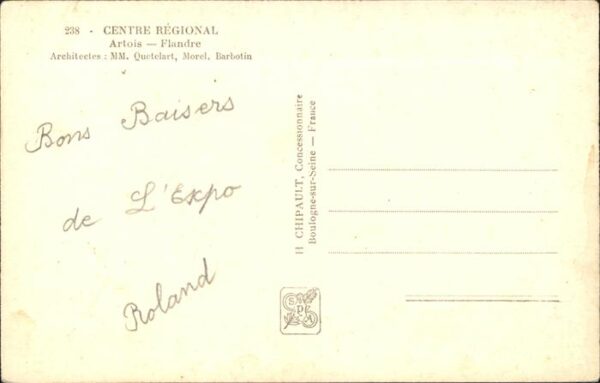 238 - CENTRE RÉGIONAL
Artois — Flandre
Architectes : MM. Quetelart, Morel, Barbotin
Bons Baisers
de L'Expo
Roland
H. CHIPAULT, Concessionnaire
Boulogne-sur-Seine — France
SPA